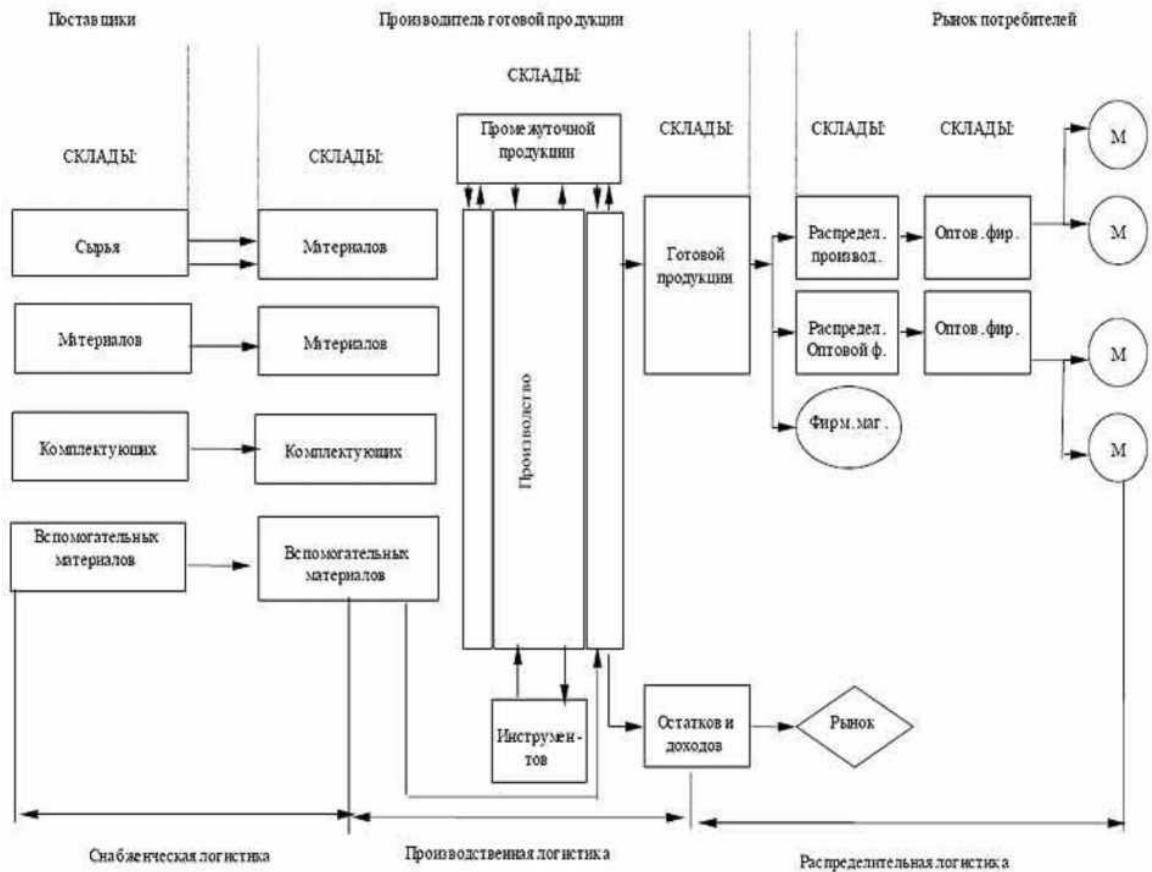 Поставщики
Производитель готовой продукции
Рынок потребителей
СКЛАДЫ:
СКЛАДЫ:
СКЛАДЫ:
СКЛАДЫ:
СКЛАДЫ:
СКЛАДЫ:
Промежуточной
продукции
М
Сырья
Материалов
Готовой
продукции
Распредел.
производ.
Оптов. фир.
М
Материалов
Материалов
Распредел.
Оптовой ф.
Оптов. фир.
М
Производство
Комплектующих
Комплектующих
Фирм. маг.
М
Вспомогательных
материалов
Вспомогательных
материалов
Инструмен-
тов
Остатков и
доходов
Рынок
Снабженческая логистика
Производственная логистика
Распределительная логистика